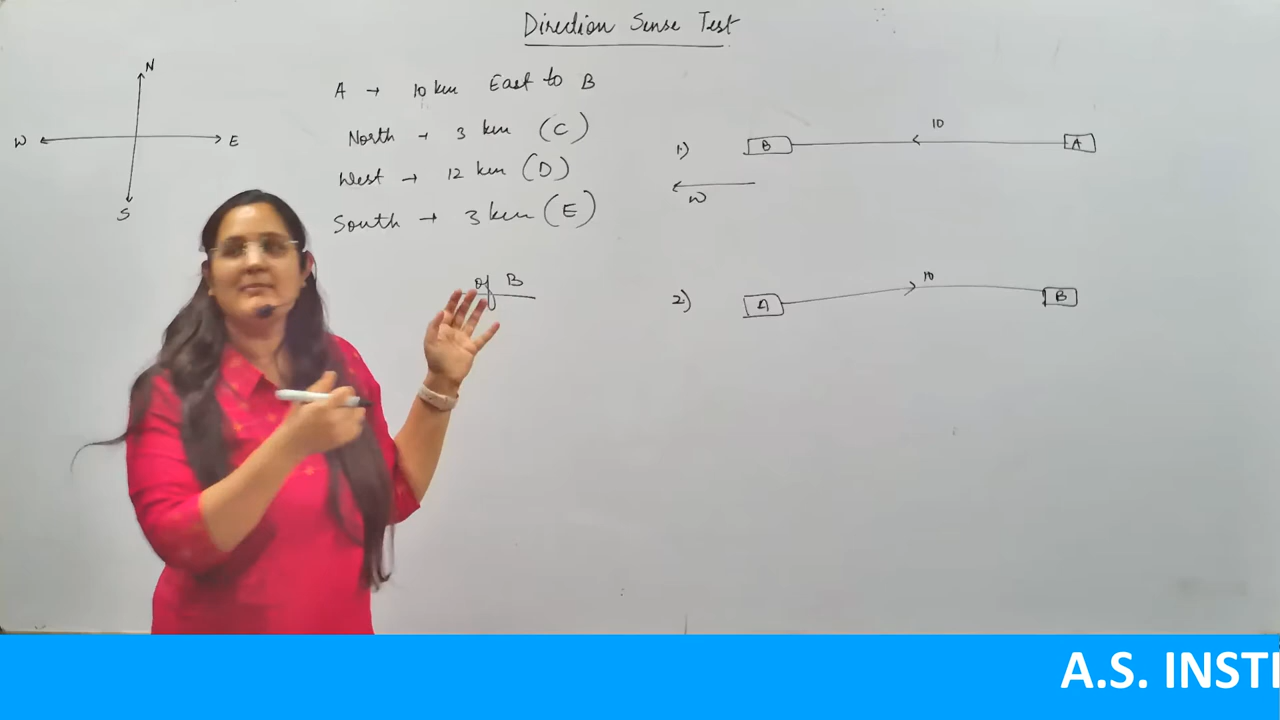 Direction Sense Test
N
W E
S
A → 10 km East to B
North → 3 km (C)
West → 12 km (D)
South → 3 km (E)
of B
1) B 10 A
W
2) A 10 B
A.S. INSTI